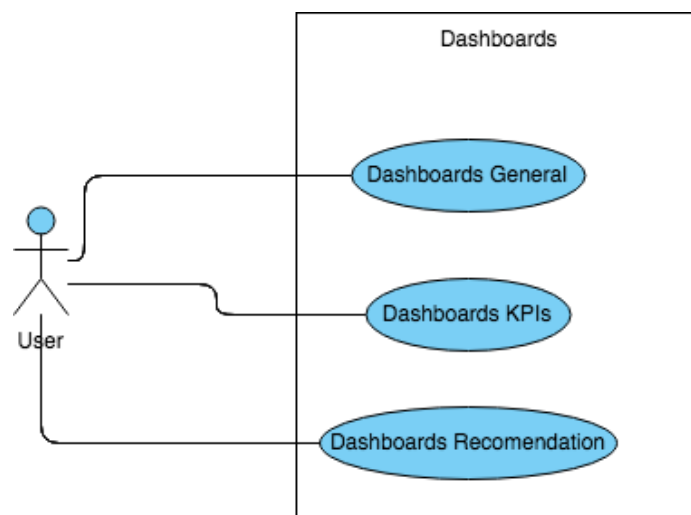 Dashboards
Dashboards General
Dashboards KPIs
User
Dashboards Recomendation